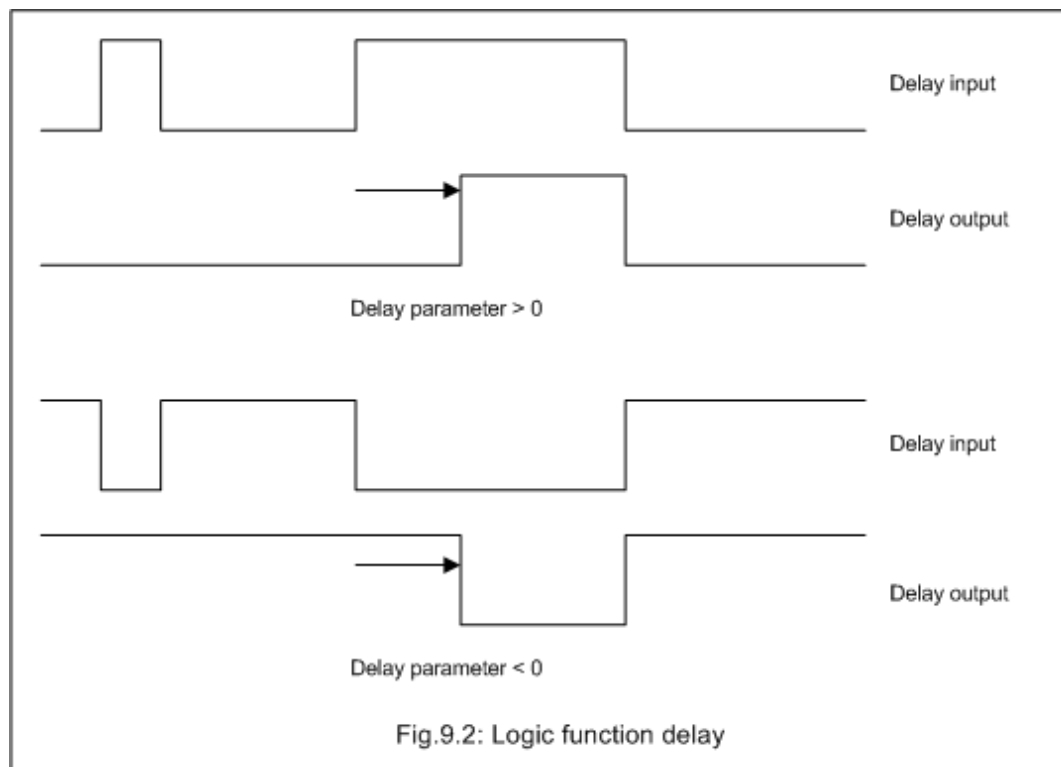 Delay input
Delay output
Delay parameter > 0
Delay input
Delay output
Delay parameter < 0
Fig.9.2: Logic function delay